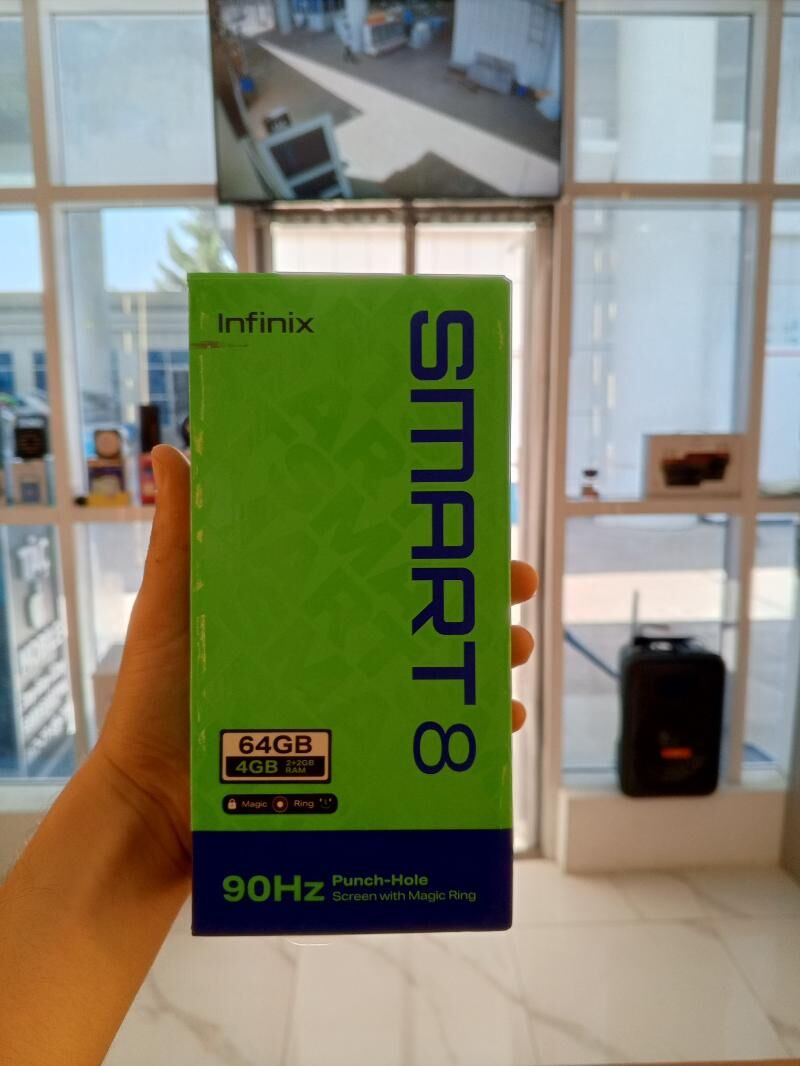 Infinix
SMART 8
64GB
4GB 2+2GB RAM
Magic Ring
90Hz Punch-Hole
Screen with Magic Ring